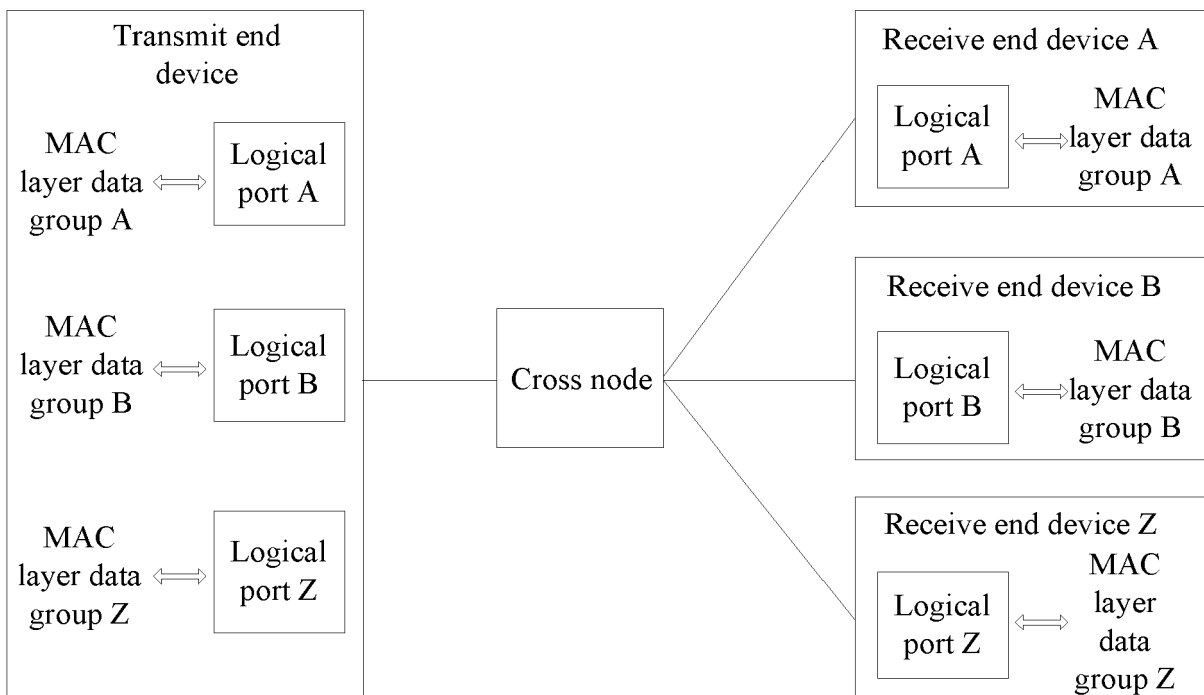 Transmit end
device
MAC
layer data
group A
Logical
port A
MAC
layer data
group B
Logical
port B
MAC
layer data
group Z
Logical
port Z
Cross node
Receive end device A
Logical
port A
MAC
layer data
group A
Receive end device B
Logical
port B
MAC
layer data
group B
Receive end device Z
Logical
port Z
MAC
layer
data
group Z